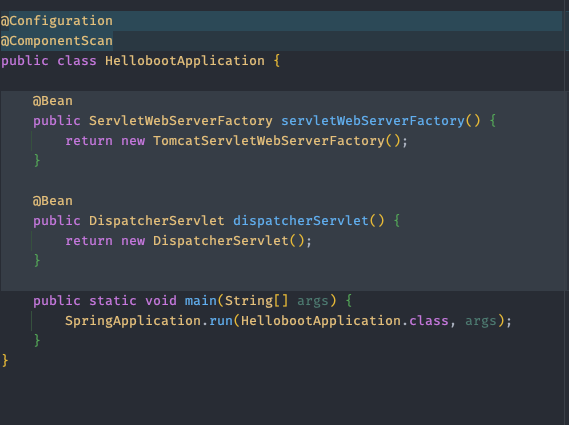 @Configuration
@ComponentScan
public class HellobootApplication {
@Bean
public ServletWebServerFactory servletWebServerFactory() {
return new TomcatServletWebServerFactory();
}
@Bean
public DispatcherServlet dispatcherServlet() {
return new DispatcherServlet();
}
public static void main(String[] args) {
SpringApplication.run(HellobootApplication.class, args);
}
}